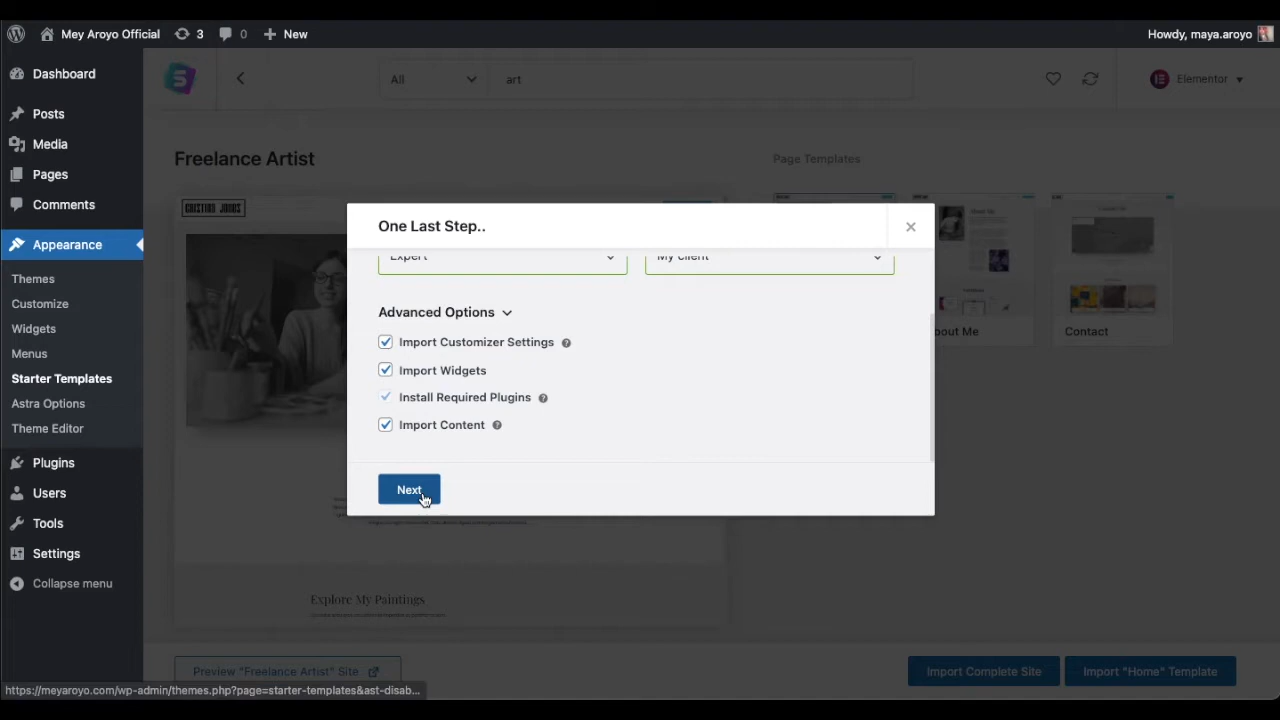 Mey Aroyo Official 3 0 New Howdy, maya.aroyo
Dashboard
Posts
Media
Pages
Comments
Appearance
Themes
Customize
Widgets
Menus
Starter Templates
Astra Options
Theme Editor
Plugins
Users
Tools
Settings
Collapse menu
All art Elementor
Freelance Artist
Page Templates
CRISTIAN JONES
One Last Step..
Expert My client
Advanced Options
Import Customizer Settings ?
Import Widgets
Install Required Plugins ?
Import Content ?
Next
bout Me
Contact
Explore My Paintings
Preview "Freelance Artist" Site
Import Complete Site
Import "Home" Template
https://meyaroyo.com/wp-admin/themes.php?page=starter-templates&ast-disab...